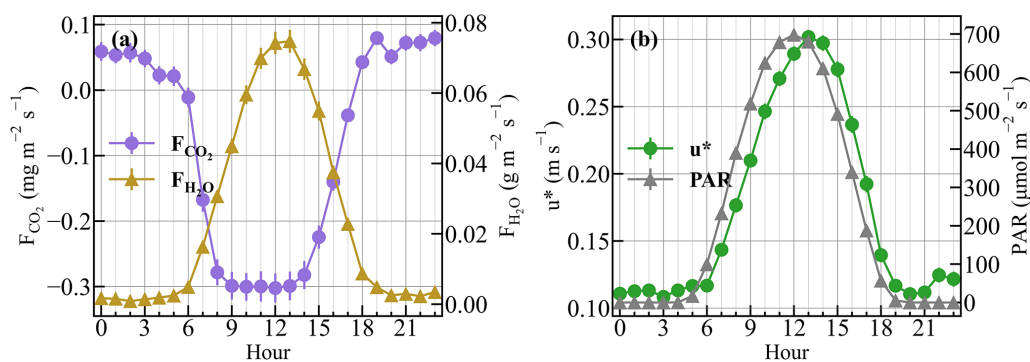 (a)
F_CO₂ (mg m⁻² s⁻¹)
0.1
0.0
−0.1
−0.2
−0.3
F_CO₂
F_H₂O
0.08
0.06
0.04
0.02
0.00
F_H₂O (g m⁻² s⁻¹)
0 3 6 9 12 15 18 21
Hour
(b)
u* (m s⁻¹)
0.30
0.25
0.20
0.15
0.10
u*
PAR
700
600
500
400
300
200
100
0
PAR (μmol m⁻² s⁻¹)
0 3 6 9 12 15 18 21
Hour